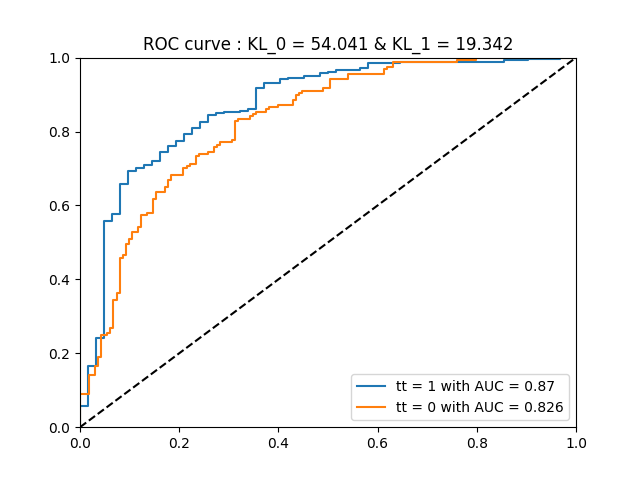 ROC curve : KL_0 = 54.041 & KL_1 = 19.342
1.0
0.8
0.6
0.4
0.2
0.0
tt = 1 with AUC = 0.87
tt = 0 with AUC = 0.826
0.0 0.2 0.4 0.6 0.8 1.0